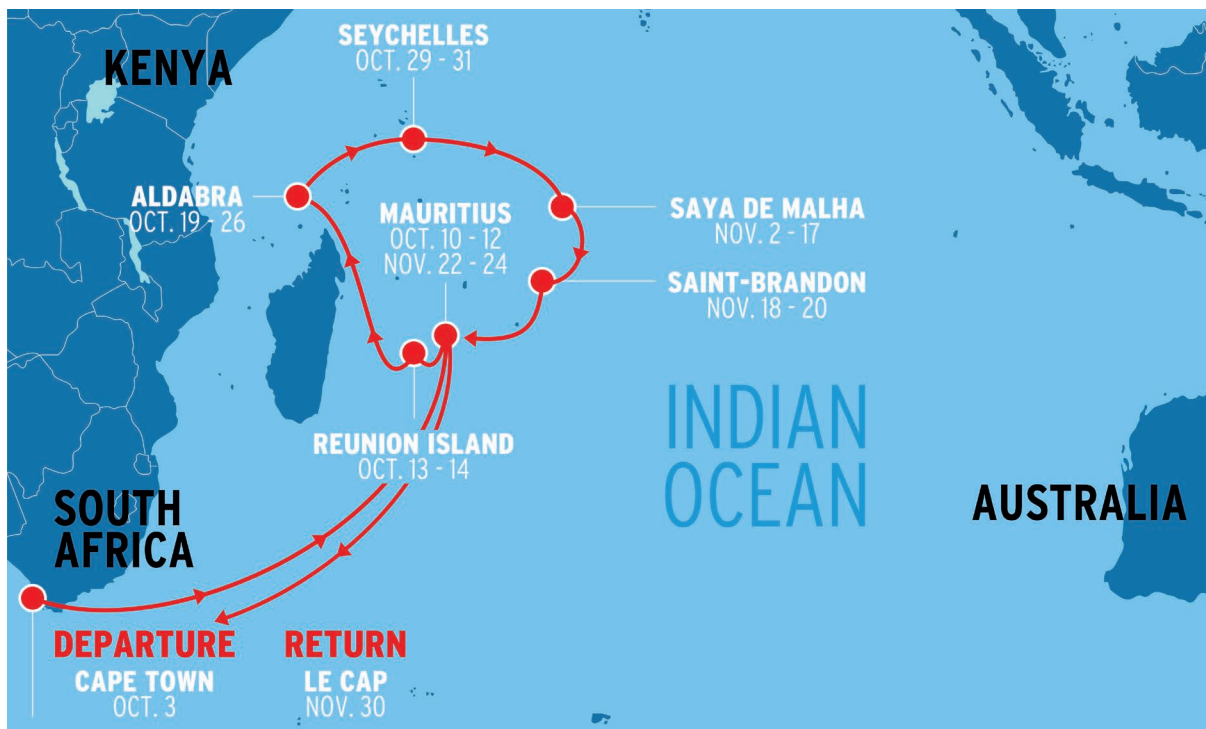 SEYCHELLES
OCT. 29 - 31
KENYA
ALDABRA
OCT. 19 - 26
MAURITIUS
OCT. 10 - 12
NOV. 22 - 24
SAYA DE MALHA
NOV. 2 - 17
SAINT-BRANDON
NOV. 18 - 20
REUNION ISLAND
OCT. 13 - 14
INDIAN
OCEAN
SOUTH
AFRICA
AUSTRALIA
DEPARTURE
CAPE TOWN
OCT. 3
RETURN
LE CAP
NOV. 30